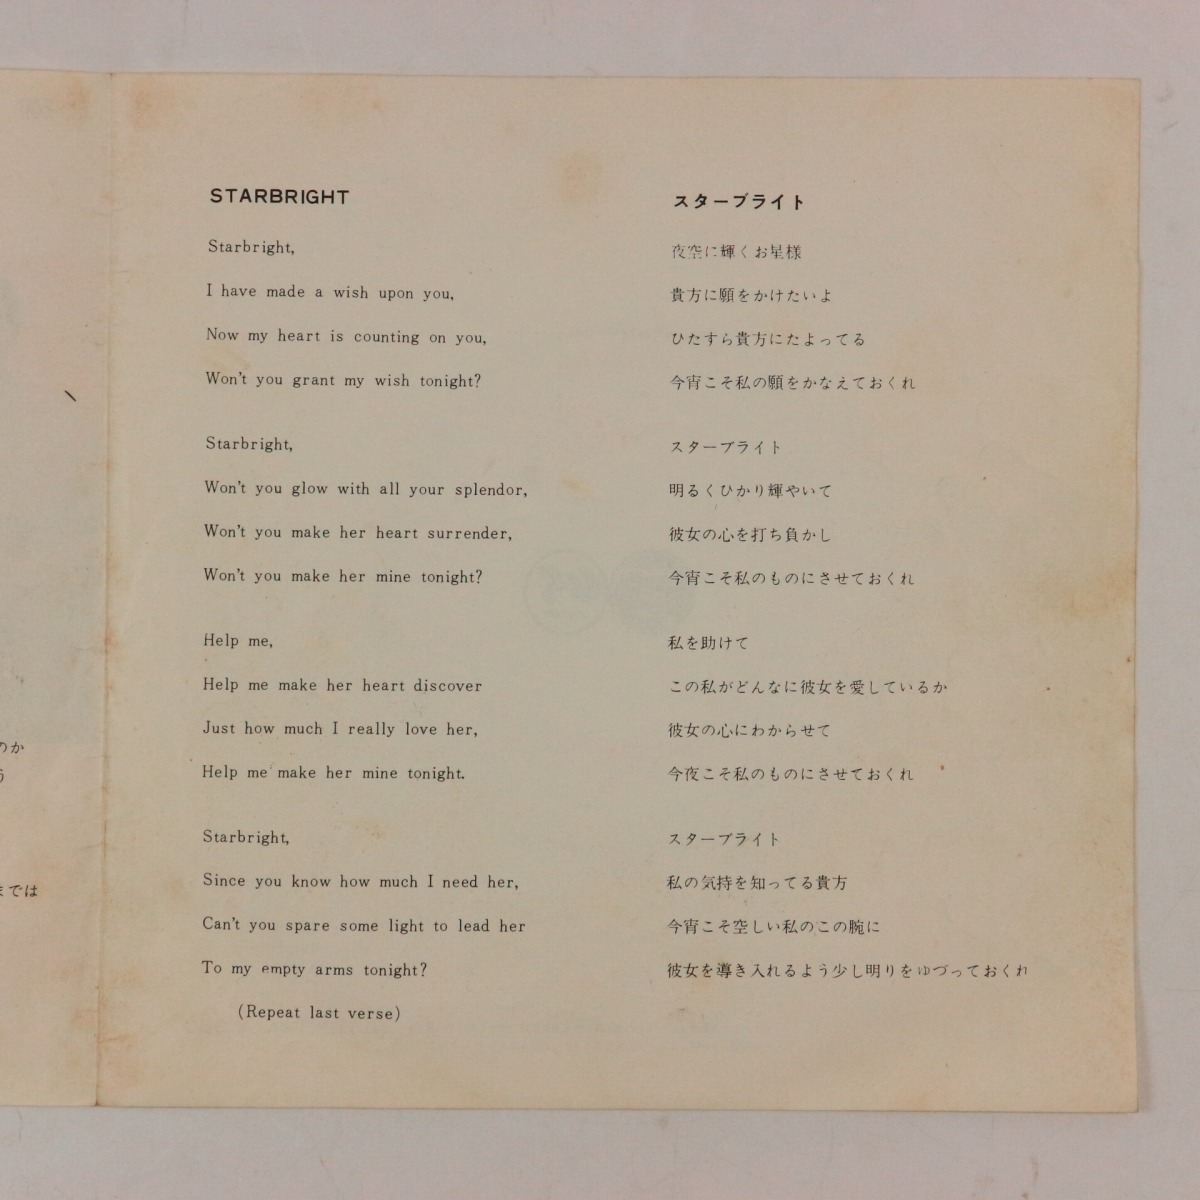 STARBRIGHT
Starbright,
I have made a wish upon you,
Now my heart is counting on you,
Won't you grant my wish tonight?
Starbright,
Won't you glow with all your splendor,
Won't you make her heart surrender,
Won't you make her mine tonight?
Help me,
Help me make her heart discover
Just how much I really love her,
Help me make her mine tonight.
Starbright,
Since you know how much I need her,
Can't you spare some light to lead her
To my empty arms tonight?
(Repeat last verse)
スターブライト
夜空に輝くお星様
貴方に願をかけたいよ
ひたすら貴方にたよってる
今宵こそ私の願をかなえておくれ
スターブライト
明るくひかり輝やいて
彼女の心を打ち負かし
今宵こそ私のものにさせておくれ
私を助けて
この私がどんなに彼女を愛しているか
彼女の心にわからせて
今夜こそ私のものにさせておくれ
スターブライト
私の気持を知ってる貴方
今宵こそ空しい私のこの腕に
彼女を導き入れるよう少し明りをゆづっておくれ
のか
う
までは